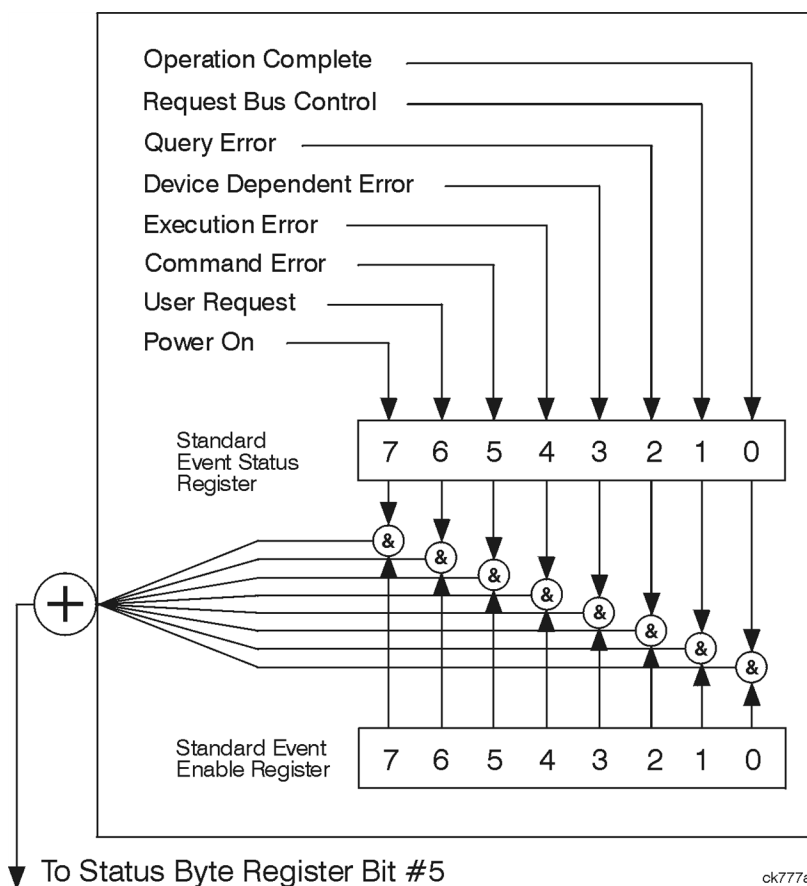 Operation Complete
Request Bus Control
Query Error
Device Dependent Error
Execution Error
Command Error
User Request
Power On
Standard
Event Status
Register
7 6 5 4 3 2 1 0
&
&
&
&
&
&
&
&
+
Standard Event
Enable Register
7 6 5 4 3 2 1 0
To Status Byte Register Bit #5
ck777a